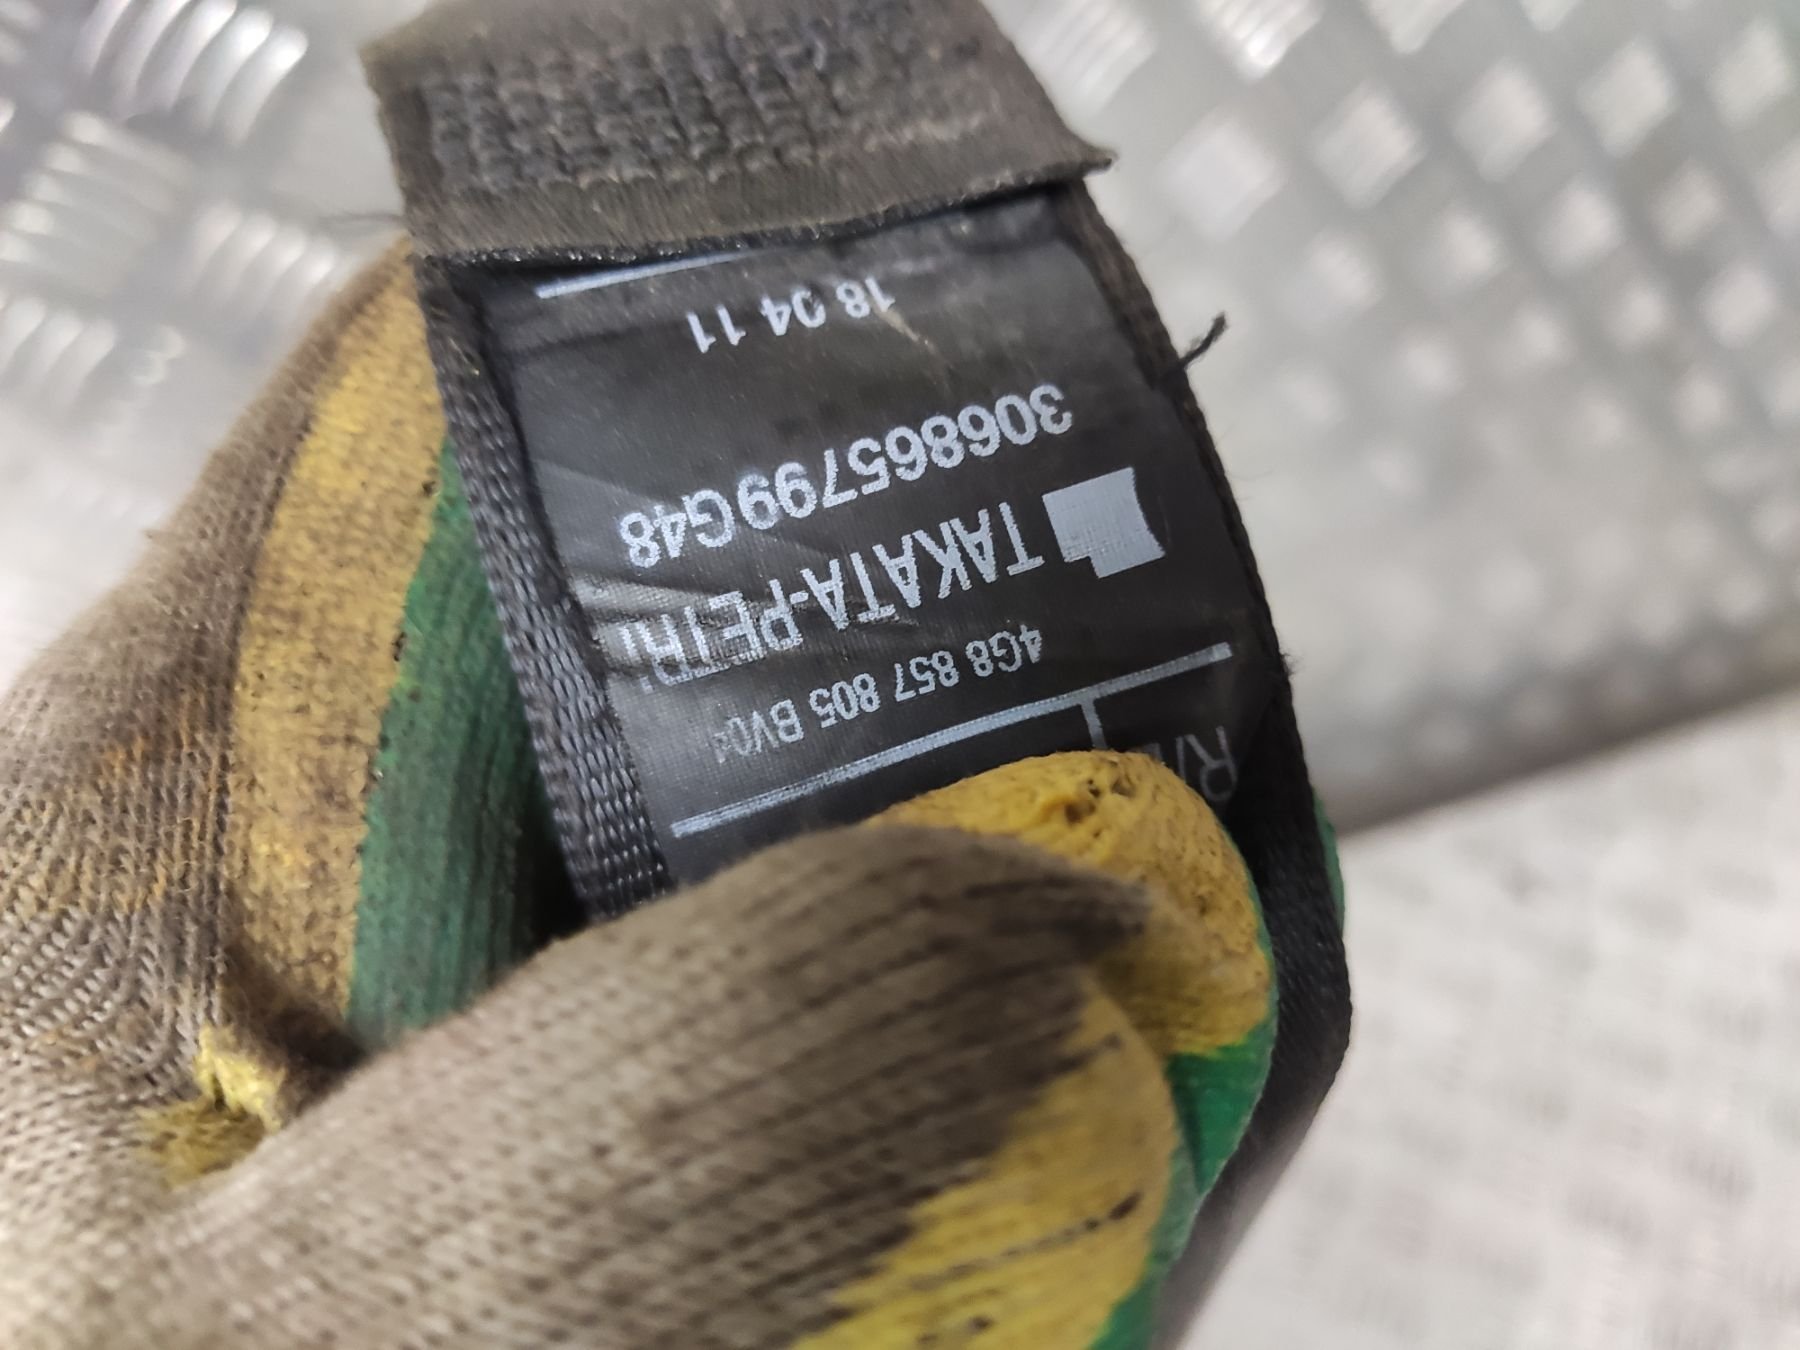 4G8 857 805 BV04
TAKATA-PETRI
306865799G48
18 04 11